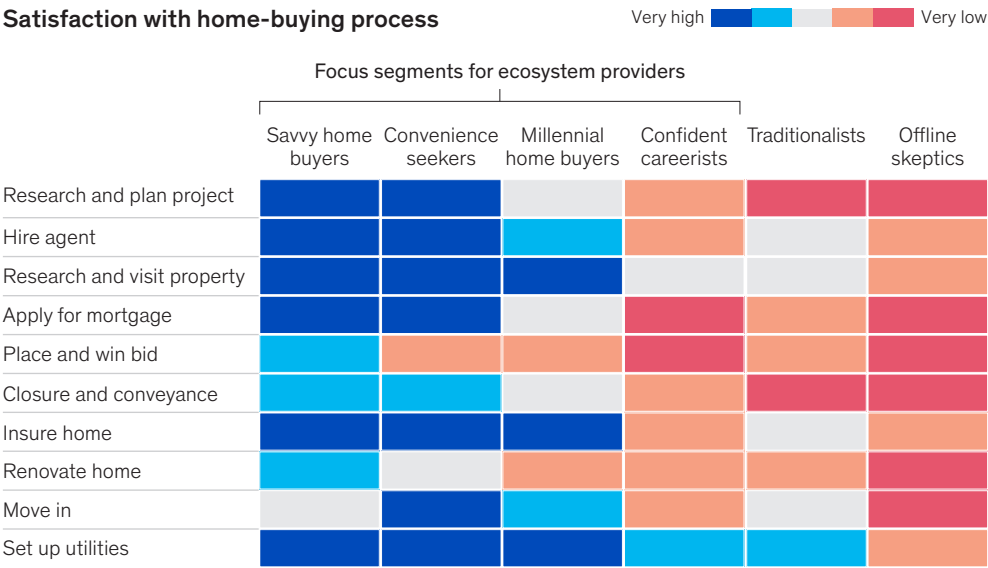 Satisfaction with home-buying process
Very high Very low
Focus segments for ecosystem providers
Savvy home buyers
Convenience seekers
Millennial home buyers
Confident careerists
Traditionalists
Offline skeptics
Research and plan project
Hire agent
Research and visit property
Apply for mortgage
Place and win bid
Closure and conveyance
Insure home
Renovate home
Move in
Set up utilities